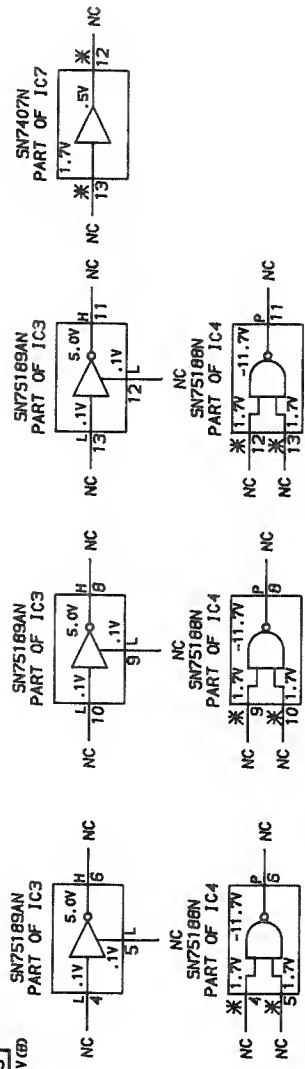 SN75189AN
PART OF IC3
NC
L
4
.1V
5.0V
H
6
NC
.1V
5
L
NC
SN75189AN
PART OF IC3
NC
L
10
.1V
5.0V
H
8
NC
.1V
9
L
NC
SN75189AN
PART OF IC3
NC
L
13
.1V
5.0V
H
11
NC
.1V
12
L
NC
SN7407N
PART OF IC7
NC
*
13
1.7V
.5V
*
12
NC
SN75188N
PART OF IC4
NC
*
4
1.7V
-11.7V
P
6
NC
NC
*
5
1.7V
SN75188N
PART OF IC4
NC
*
9
1.7V
-11.7V
P
8
NC
NC
*
10
1.7V
SN75188N
PART OF IC4
NC
*
12
1.7V
-11.7V
P
11
NC
NC
*
13
1.7V